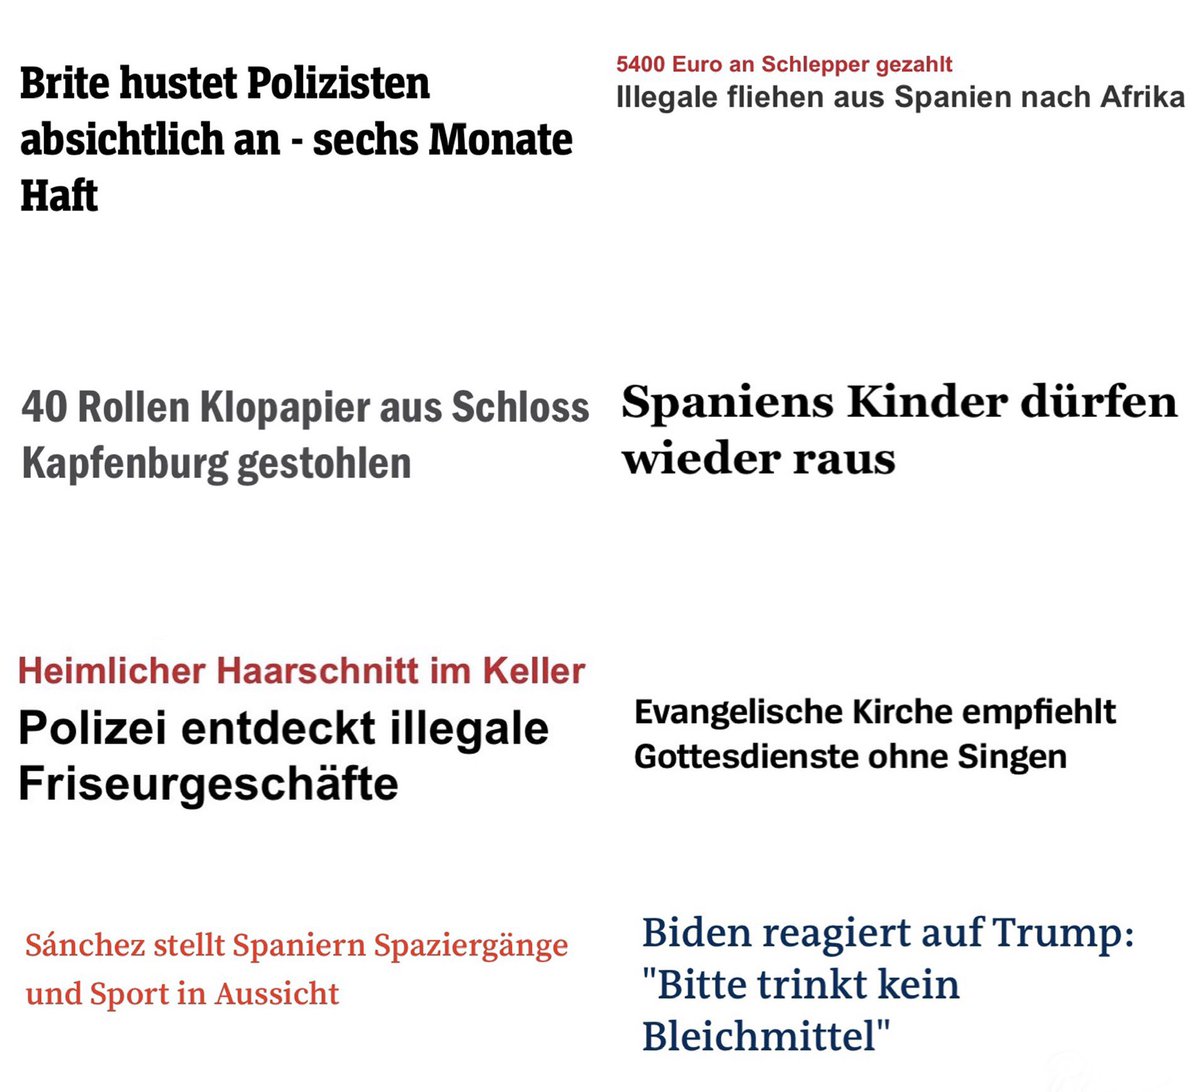 Brite hustet Polizisten
absichtlich an - sechs Monate
Haft
5400 Euro an Schlepper gezahlt
Illegale fliehen aus Spanien nach Afrika
40 Rollen Klopapier aus Schloss
Kapfenburg gestohlen
Spaniens Kinder dürfen
wieder raus
Heimlicher Haarschnitt im Keller
Polizei entdeckt illegale
Friseurgeschäfte
Evangelische Kirche empfiehlt
Gottesdienste ohne Singen
Sánchez stellt Spaniern Spaziergänge
und Sport in Aussicht
Biden reagiert auf Trump:
"Bitte trinkt kein
Bleichmittel"